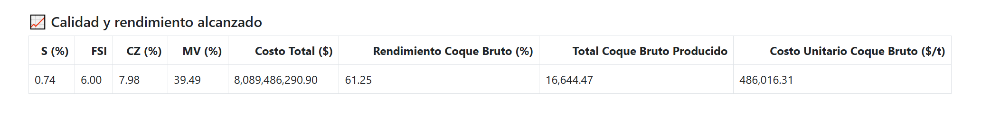 Calidad y rendimiento alcanzado
S (%) FSI CZ (%) MV (%) Costo Total ($) Rendimiento Coque Bruto (%) Total Coque Bruto Producido Costo Unitario Coque Bruto ($/t)
0.74 6.00 7.98 39.49 8,089,486,290.90 61.25 16,644.47 486,016.31